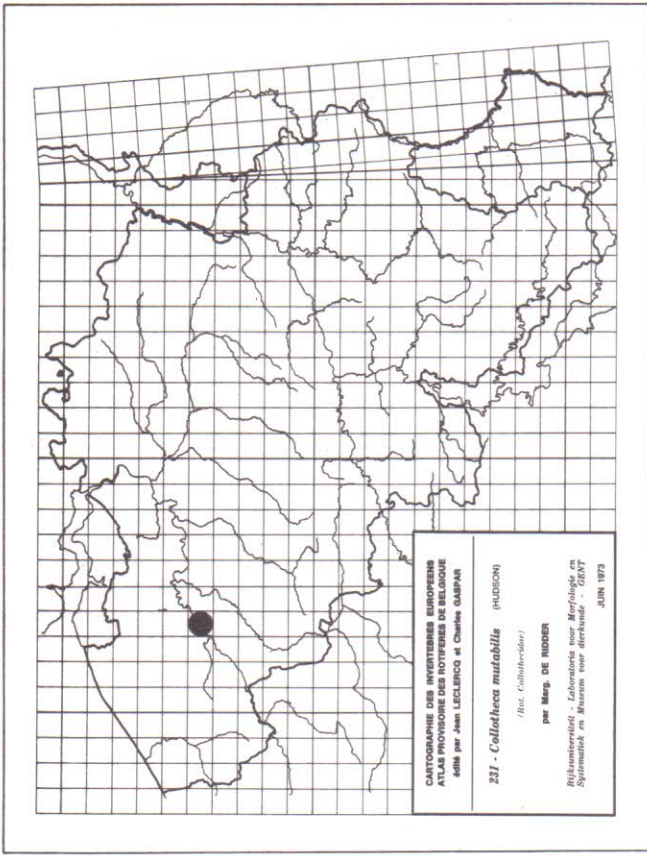 CARTOGRAPHIE DES INVERTEBRES EUROPEENS
ATLAS PROVISOIRE DES ROTIFERES DE BELGIQUE
édité par Jean LECLERCQ et Charles GASPAR
231 - Collotheca mutabilis (HUDSON)
(Rot. Collothecidae)
par Marg. DE RIDDER
Rijksuniversiteit - Laboratoria voor Morfologie en
Systematiek en Museum voor dierkunde - GENT
JUIN 1973